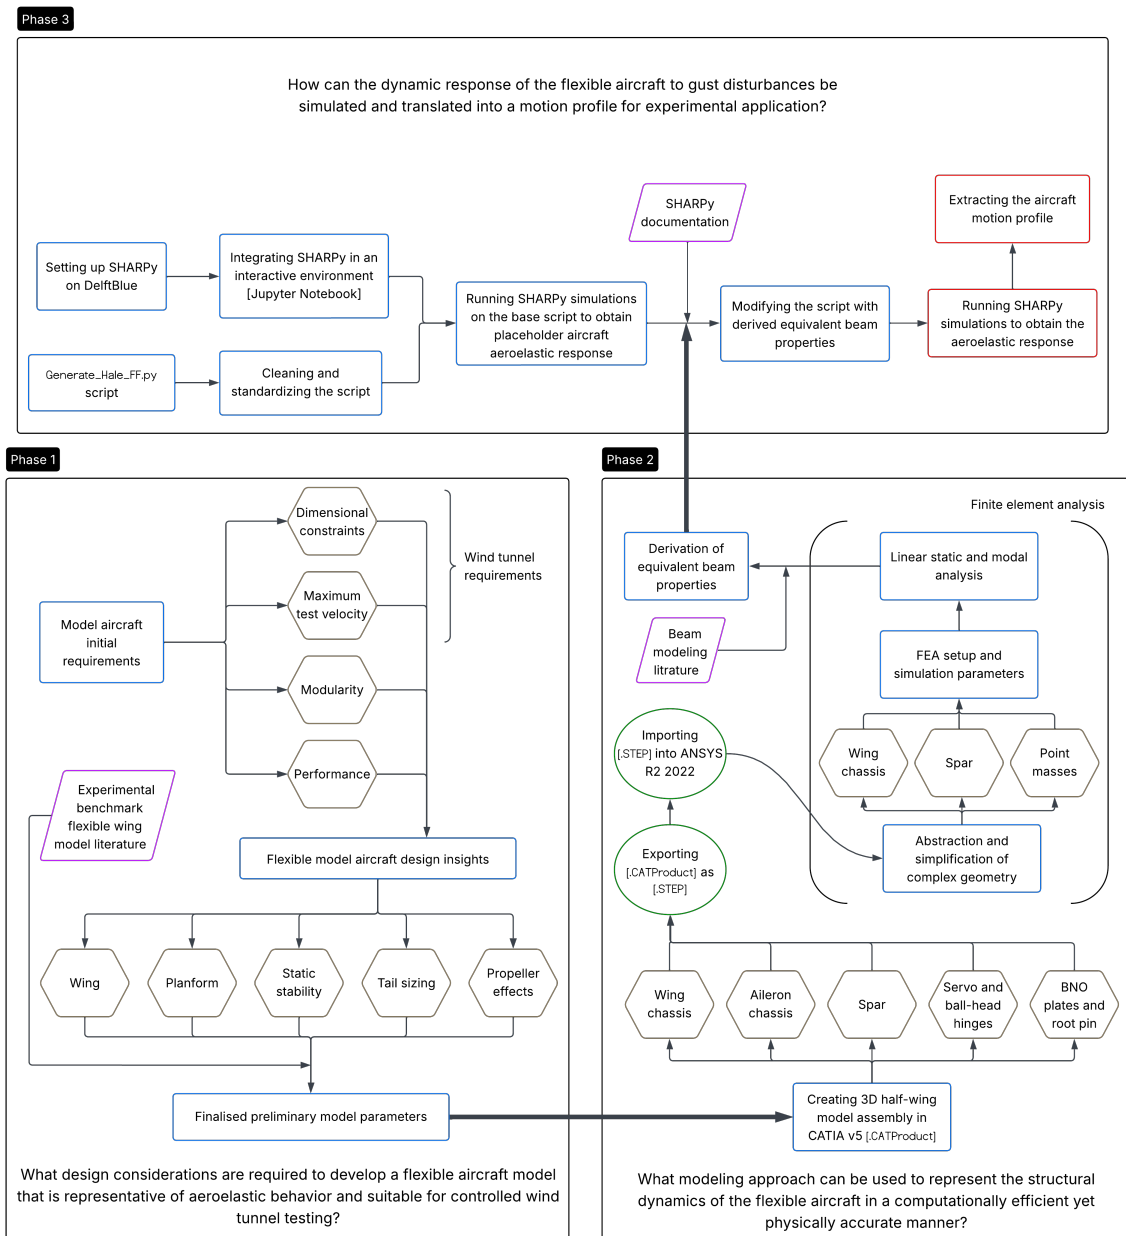 Phase 3
How can the dynamic response of the flexible aircraft to gust disturbances be
simulated and translated into a motion profile for experimental application?
Setting up SHARPy
on DelftBlue
Integrating SHARPy in an
interactive environment
[Jupyter Notebook]
Generate_Hale_FF.py
script
Cleaning and
standardizing the script
Running SHARPy simulations
on the base script to obtain
placeholder aircraft
aeroelastic response
SHARPy
documentation
Modifying the script with
derived equivalent beam
properties
Extracting the aircraft
motion profile
Running SHARPy
simulations to obtain the
aeroelastic response
Phase 1
Model aircraft
initial
requirements
Dimensional
constraints
Maximum
test velocity
Modularity
Performance
Wind tunnel
requirements
Experimental
benchmark
flexible wing
model literature
Flexible model aircraft design insights
Wing
Planform
Static
stability
Tail sizing
Propeller
effects
Finalised preliminary model parameters
What design considerations are required to develop a flexible aircraft model
that is representative of aeroelastic behavior and suitable for controlled wind
tunnel testing?
Phase 2
Finite element analysis
Derivation of
equivalent beam
properties
Linear static and modal
analysis
Beam
modeling
litrature
FEA setup and
simulation parameters
Importing
[.STEP] into ANSYS
R2 2022
Wing
chassis
Spar
Point
masses
Exporting
[.CATProduct] as
[.STEP]
Abstraction and
simplification of
complex geometry
Wing
chassis
Aileron
chassis
Spar
Servo and
ball-head
hinges
BNO
plates and
root pin
Creating 3D half-wing
model assembly in
CATIA v5 [.CATProduct]
What modeling approach can be used to represent the structural
dynamics of the flexible aircraft in a computationally efficient yet
physically accurate manner?